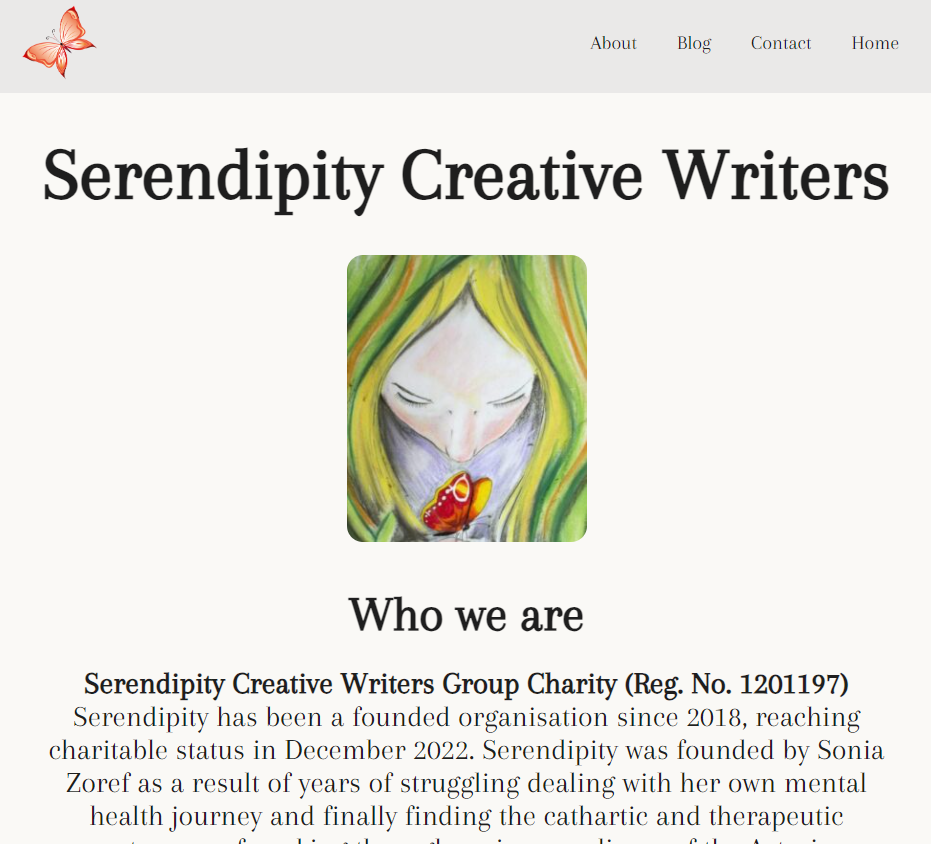 About Blog Contact Home
Serendipity Creative Writers
Who we are
Serendipity Creative Writers Group Charity (Reg. No. 1201197)
Serendipity has been a founded organisation since 2018, reaching
charitable status in December 2022. Serendipity was founded by Sonia
Zoref as a result of years of struggling dealing with her own mental
health journey and finally finding the cathartic and therapeutic